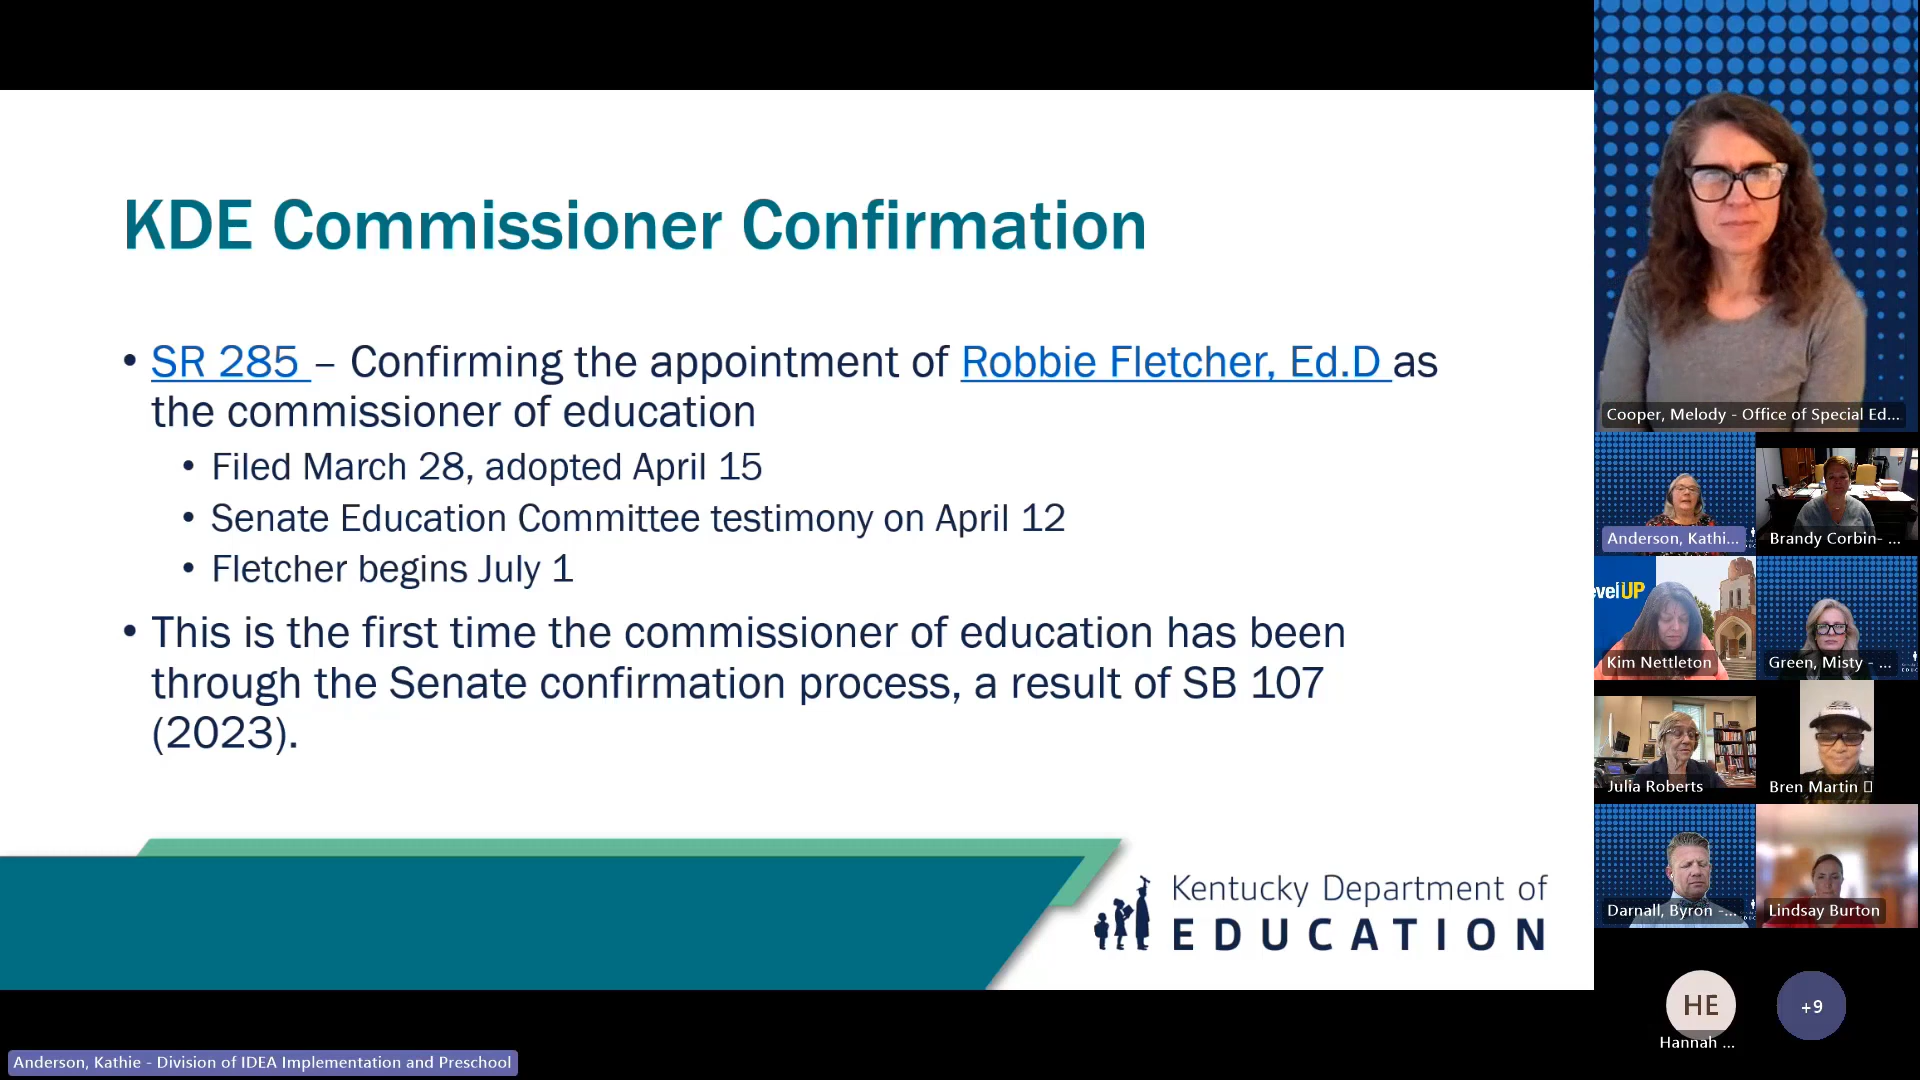 KDE Commissioner Confirmation
• SR 285 – Confirming the appointment of Robbie Fletcher, Ed.D as
the commissioner of education
• Filed March 28, adopted April 15
• Senate Education Committee testimony on April 12
• Fletcher begins July 1
• This is the first time the commissioner of education has been
through the Senate confirmation process, a result of SB 107
(2023).
Kentucky Department of
EDUCATION
Anderson, Kathie - Division of IDEA Implementation and Preschool
Cooper, Melody - Office of Special Ed...
Anderson, Kathi...
Brandy Corbin- ...
evel UP
Kim Nettleton
Green, Misty - ...
Julia Roberts
Bren Martin
Darnall, Byron -...
Lindsay Burton
HE
+9
Hannah ...